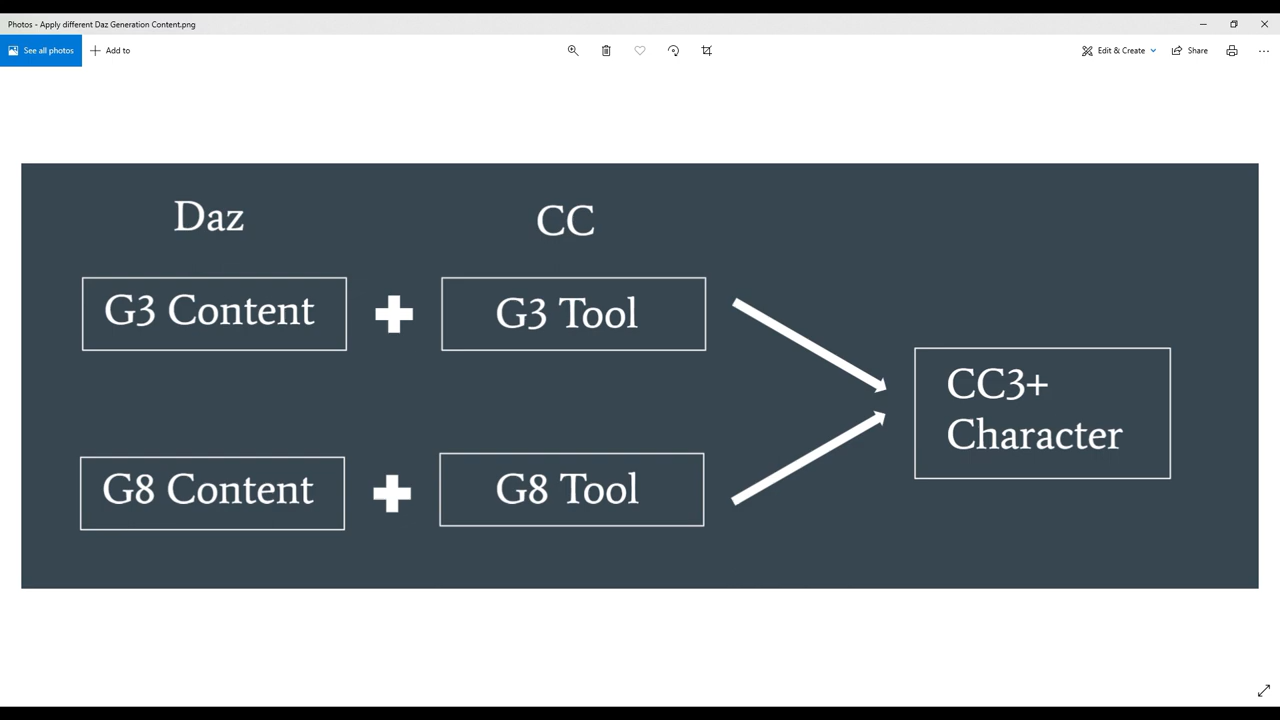 Photos - Apply different Daz Generation Content.png
See all photos
Add to
Edit & Create
Share
Daz
CC
G3 Content
G3 Tool
CC3+
Character
G8 Content
G8 Tool